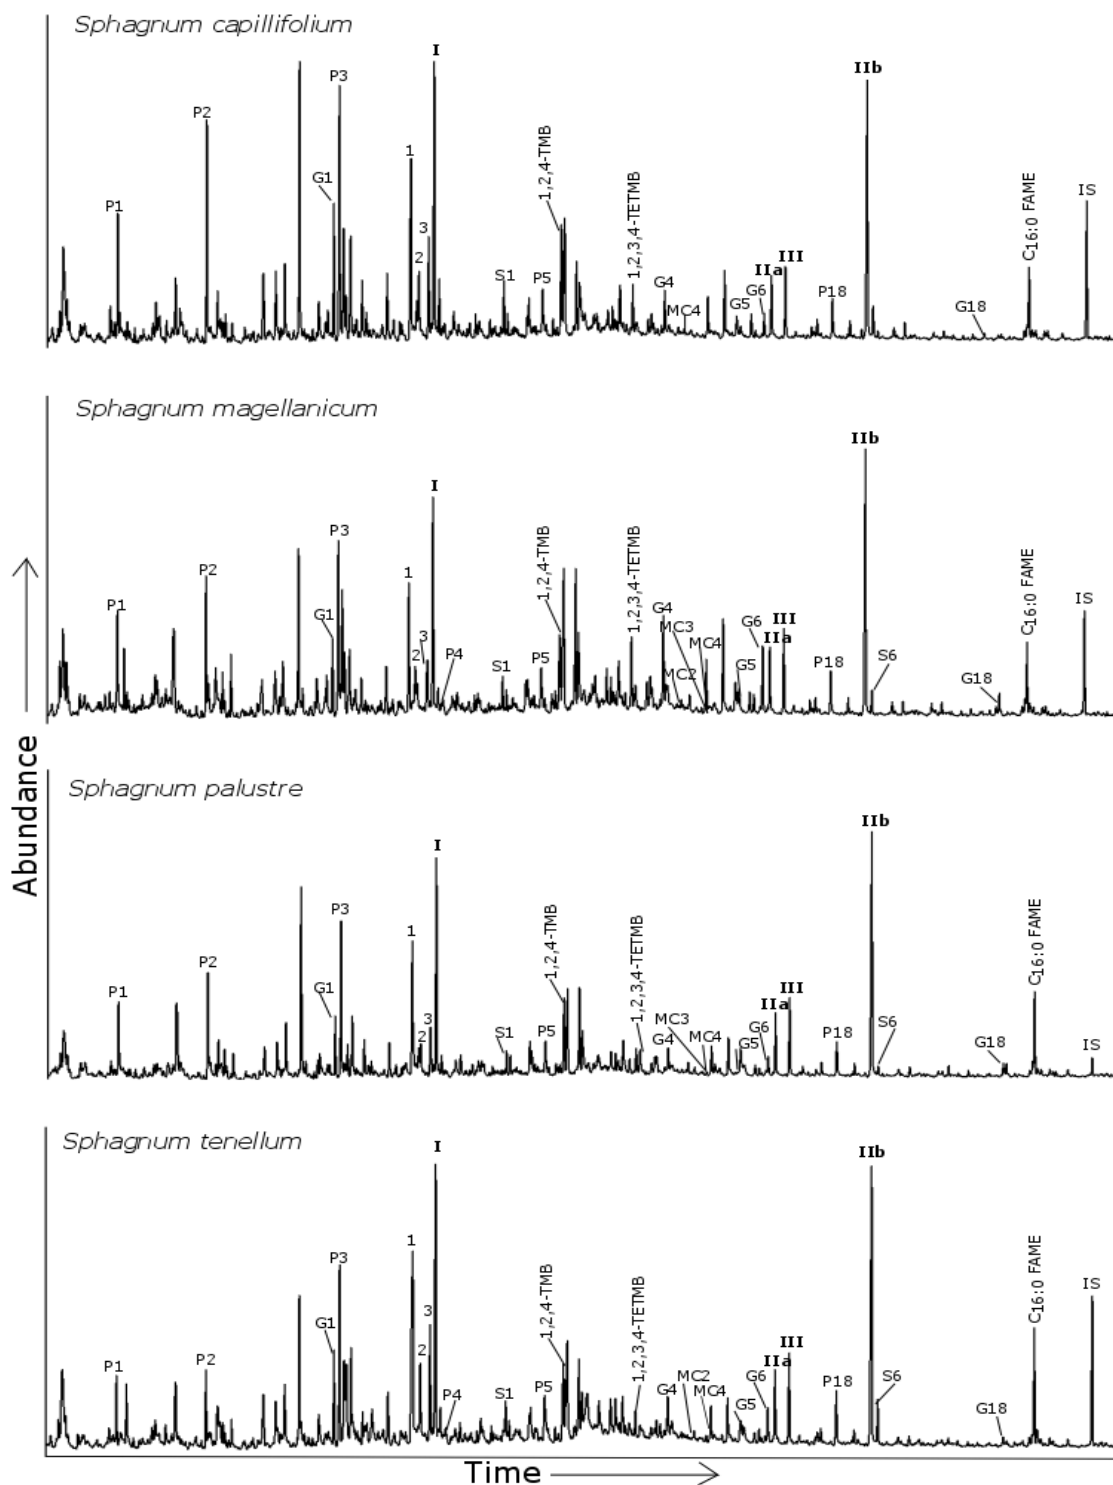 Sphagnum capillifolium
P1
P2
P3
G1
1
2
3
I
S1
P5
1,2,4-TMB
1,2,3,4-TETMB
G4
MC4
G5
G6
IIa
III
P18
IIb
G18
C16:0 FAME
IS
Sphagnum magellanicum
P1
P2
P3
G1
1
2
3
I
P4
S1
P5
1,2,4-TMB
1,2,3,4-TETMB
G4
MC3
MC2
MC4
G5
G6
IIa
III
P18
IIb
S6
G18
C16:0 FAME
IS
Sphagnum palustre
P1
P2
P3
G1
1
2
3
I
S1
P5
1,2,4-TMB
1,2,3,4-TETMB
G4
MC3
MC4
G5
G6
IIa
III
P18
IIb
S6
G18
C16:0 FAME
IS
Sphagnum tenellum
P1
P2
P3
G1
1
2
3
I
P4
S1
P5
1,2,4-TMB
1,2,3,4-TETMB
G4
MC2
MC4
G5
G6
IIa
III
P18
IIb
S6
G18
C16:0 FAME
IS
Abundance
Time